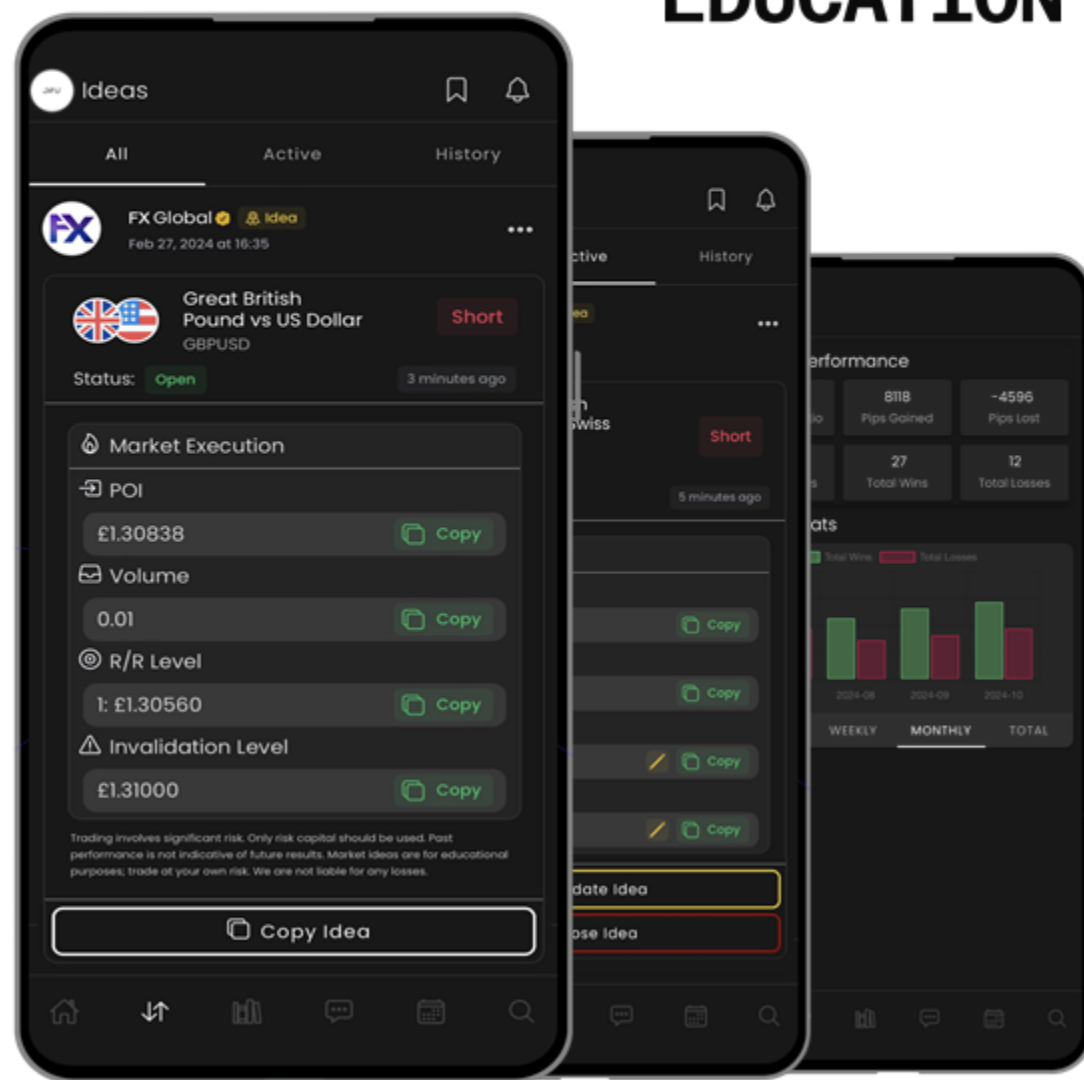 EDUCATION
Ideas
All Active History
FX
FX Global Idea
Feb 27, 2024 at 16:35
Great British
Pound vs US Dollar
GBPUSD
Short
Status: Open
3 minutes ago
Market Execution
POI
£1.30838 Copy
Volume
0.01 Copy
R/R Level
1: £1.30560 Copy
Invalidation Level
£1.31000 Copy
Trading involves significant risk. Only risk capital should be used. Past
performance is not indicative of future results. Market ideas are for educational
purposes; trade at your own risk. We are not liable for any losses.
Copy Idea
ctive History
ea
n
Swiss
Short
5 minutes ago
Copy
Copy
Copy
Copy
date Idea
ose Idea
erformance
io
8118
Pips Gained
-4596
Pips Lost
s
27
Total Wins
12
Total Losses
ats
Total Wins Total Losses
2024-08 2024-09 2024-10
WEEKLY MONTHLY TOTAL